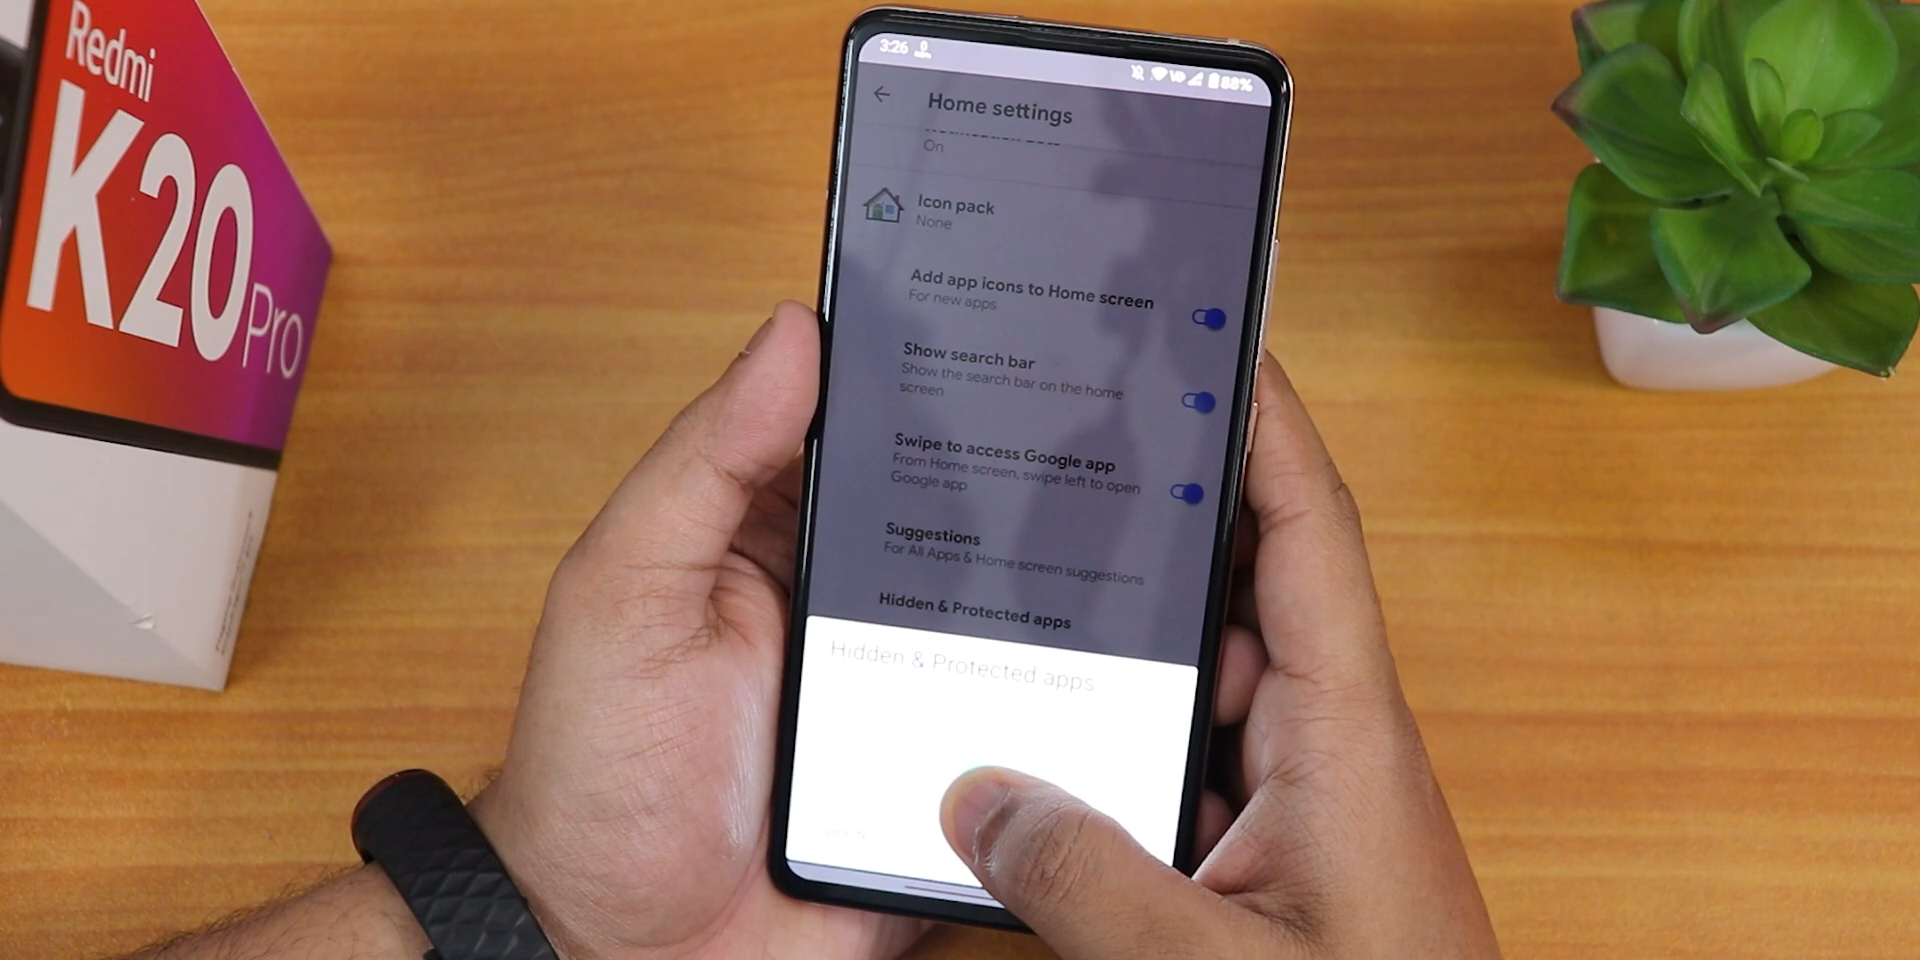 Redmi
K20 Pro
3:26 0
88%
Home settings
On
Icon pack
None
Add app icons to Home screen
For new apps
Show search bar
Show the search bar on the home
screen
Swipe to access Google app
From Home screen, swipe left to open
Google app
Suggestions
For All Apps & Home screen suggestions
Hidden & Protected apps
Hidden & Protected apps